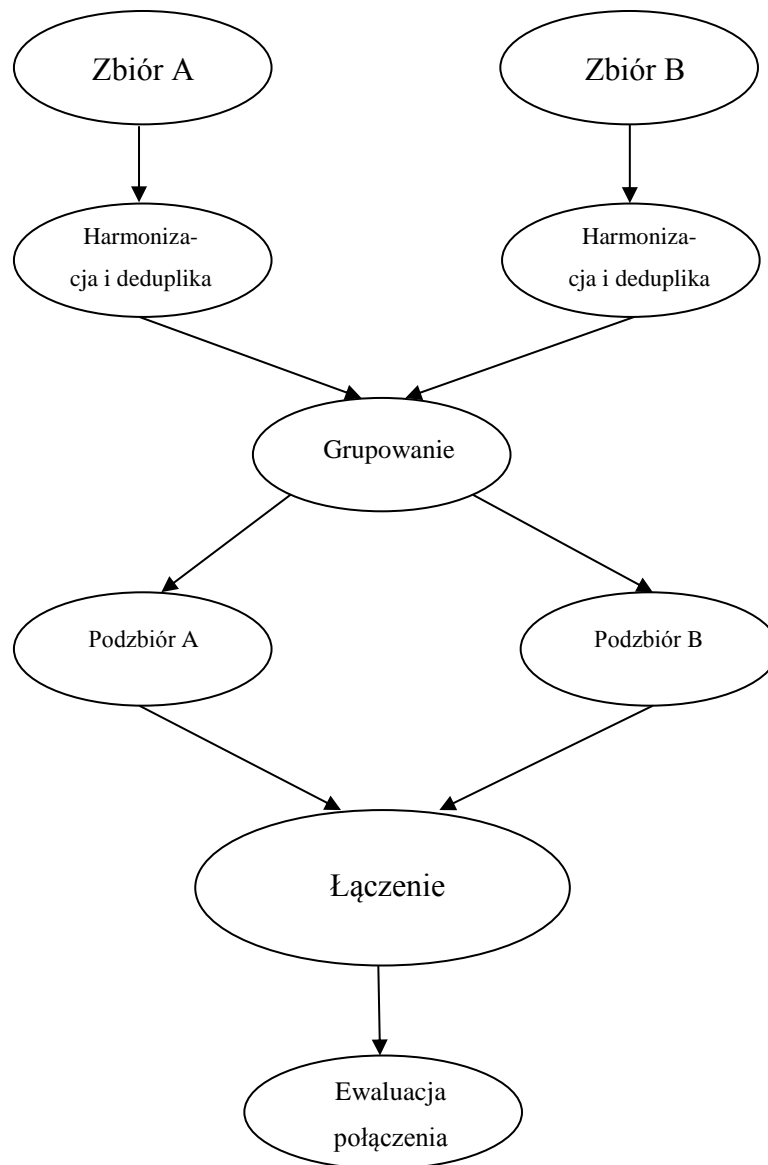 Zbiór A
Zbiór B
Harmoniza-
cja i deduplika
Harmoniza-
cja i deduplika
Grupowanie
Podzbiór A
Podzbiór B
Łączenie
Ewaluacja
połączenia